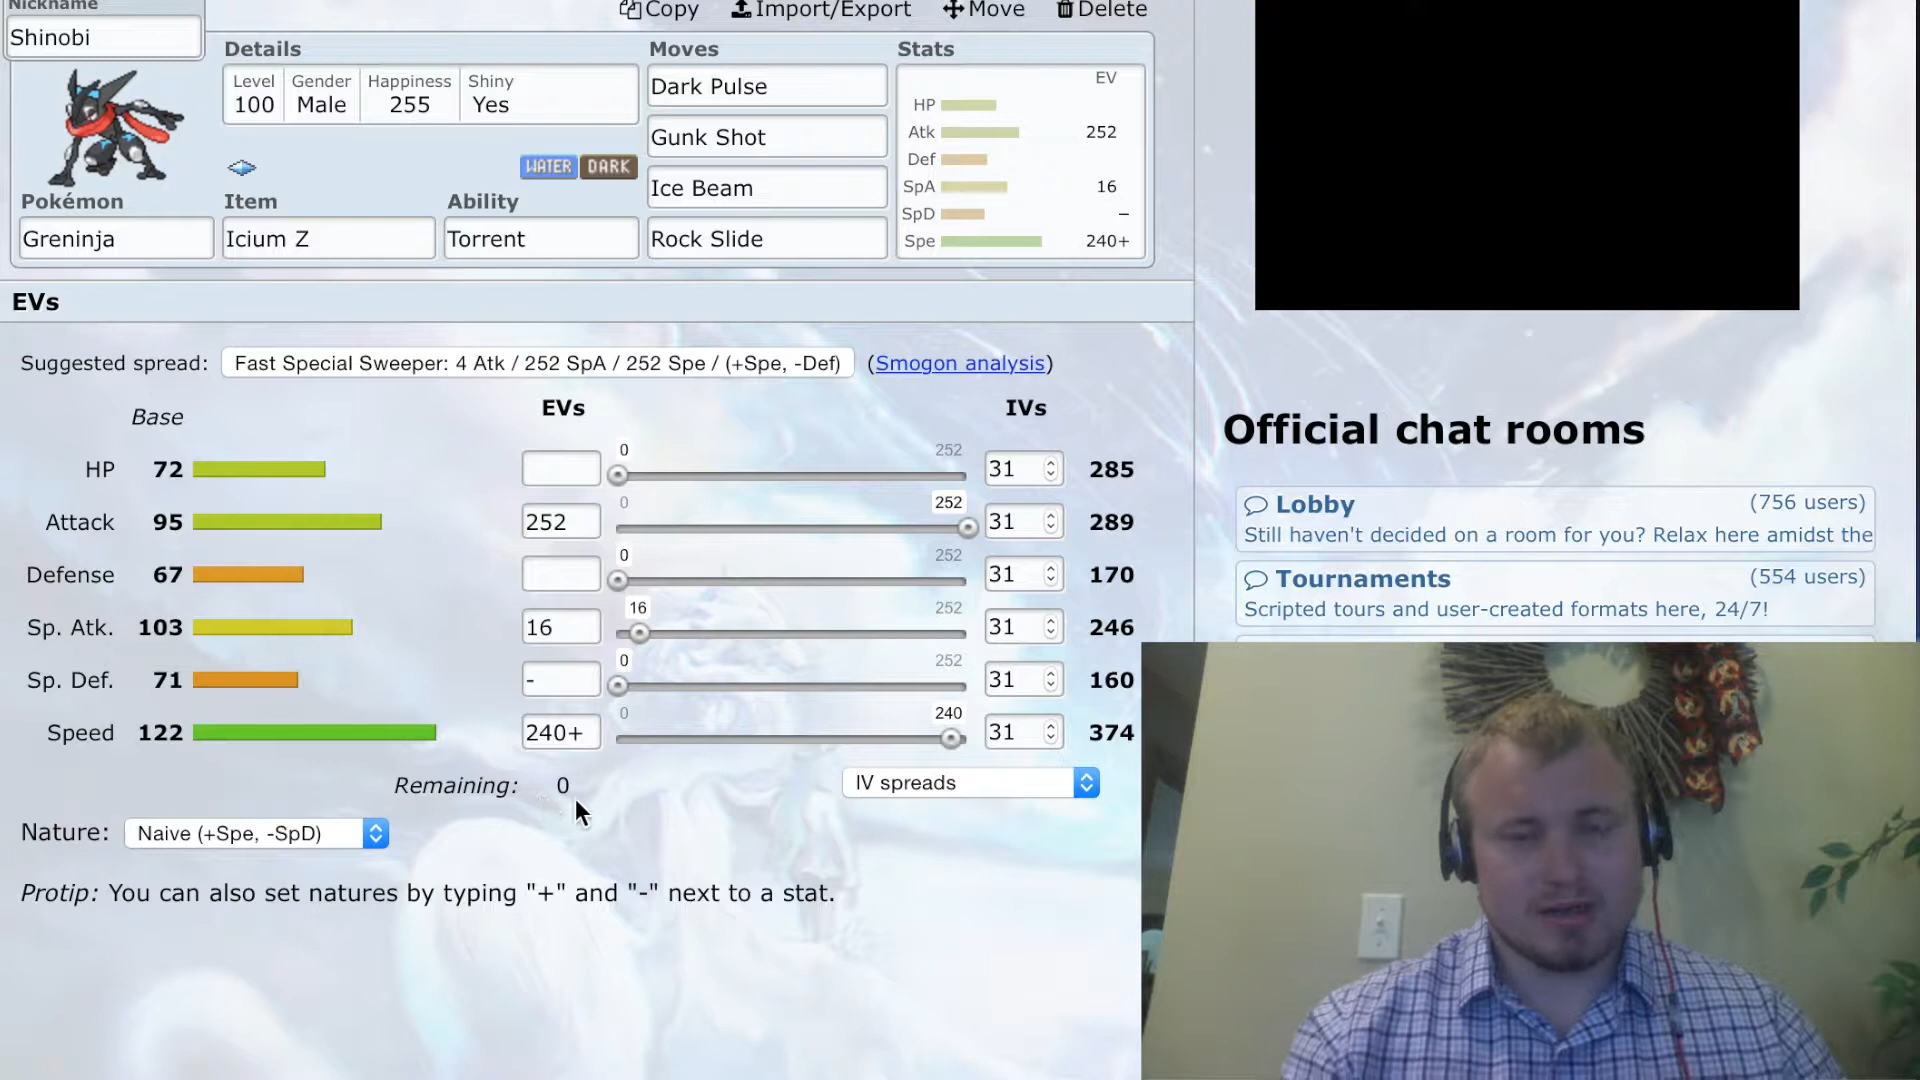 Nickname
Shinobi
Copy Import/Export Move Delete
Details
Level Gender Happiness Shiny
100 Male 255 Yes
WATER DARK
Pokémon Item Ability
Greninja Icium Z Torrent
Moves
Dark Pulse
Gunk Shot
Ice Beam
Rock Slide
Stats
EV
HP
Atk 252
Def
SpA 16
SpD –
Spe 240+
EVs
Suggested spread: Fast Special Sweeper: 4 Atk / 252 SpA / 252 Spe / (+Spe, -Def) (Smogon analysis)
Base EVs IVs
0 252
HP 72 31 285
0 252
Attack 95 252 31 289
0 252
Defense 67 31 170
16 252
Sp. Atk. 103 16 31 246
0 252
Sp. Def. 71 - 31 160
0 240
Speed 122 240+ 31 374
Remaining: 0 IV spreads
Nature: Naive (+Spe, -SpD)
Protip: You can also set natures by typing "+" and "-" next to a stat.
Official chat rooms
Lobby (756 users)
Still haven't decided on a room for you? Relax here amidst the
Tournaments (554 users)
Scripted tours and user-created formats here, 24/7!